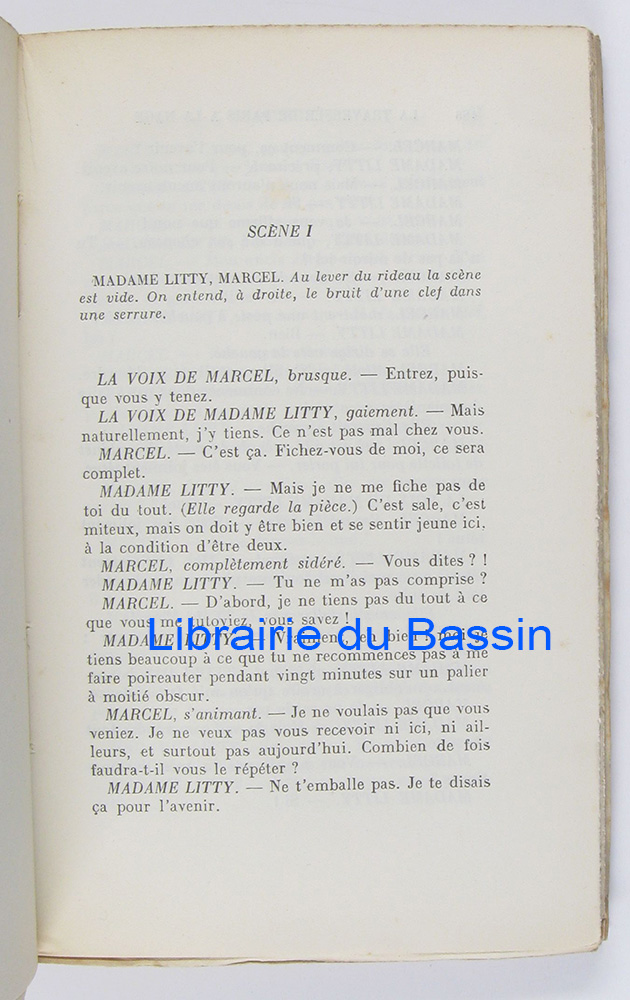 SCÈNE I
MADAME LITTY, MARCEL. Au lever du rideau la scène
est vide. On entend, à droite, le bruit d'une clef dans
une serrure.
LA VOIX DE MARCEL, brusque. — Entrez, puis-
que vous y tenez.
LA VOIX DE MADAME LITTY, gaiement. — Mais
naturellement, j'y tiens. Ce n'est pas mal chez vous.
MARCEL. — C'est ça. Fichez-vous de moi, ce sera
complet.
MADAME LITTY. — Mais je ne me fiche pas de
toi du tout. (Elle regarde la pièce.) C'est sale, c'est
miteux, mais on doit y être bien et se sentir jeune ici,
à la condition d'être deux.
MARCEL, complètement sidéré. — Vous dites ? !
MADAME LITTY. — Tu ne m'as pas comprise ?
MARCEL. — D'abord, je ne tiens pas du tout à ce
que vous me tutoyiez, vous savez !
MADAME LITTY. — Vraiment, eh bien ! moi je
tiens beaucoup à ce que tu ne recommences pas à me
faire poireauter pendant vingt minutes sur un palier
à moitié obscur.
MARCEL, s'animant. — Je ne voulais pas que vous
veniez. Je ne veux pas vous recevoir ni ici, ni ail-
leurs, et surtout pas aujourd'hui. Combien de fois
faudra-t-il vous le répéter ?
MADAME LITTY. — Ne t'emballe pas. Je te disais
ça pour l'avenir.
Librairie du Bassin